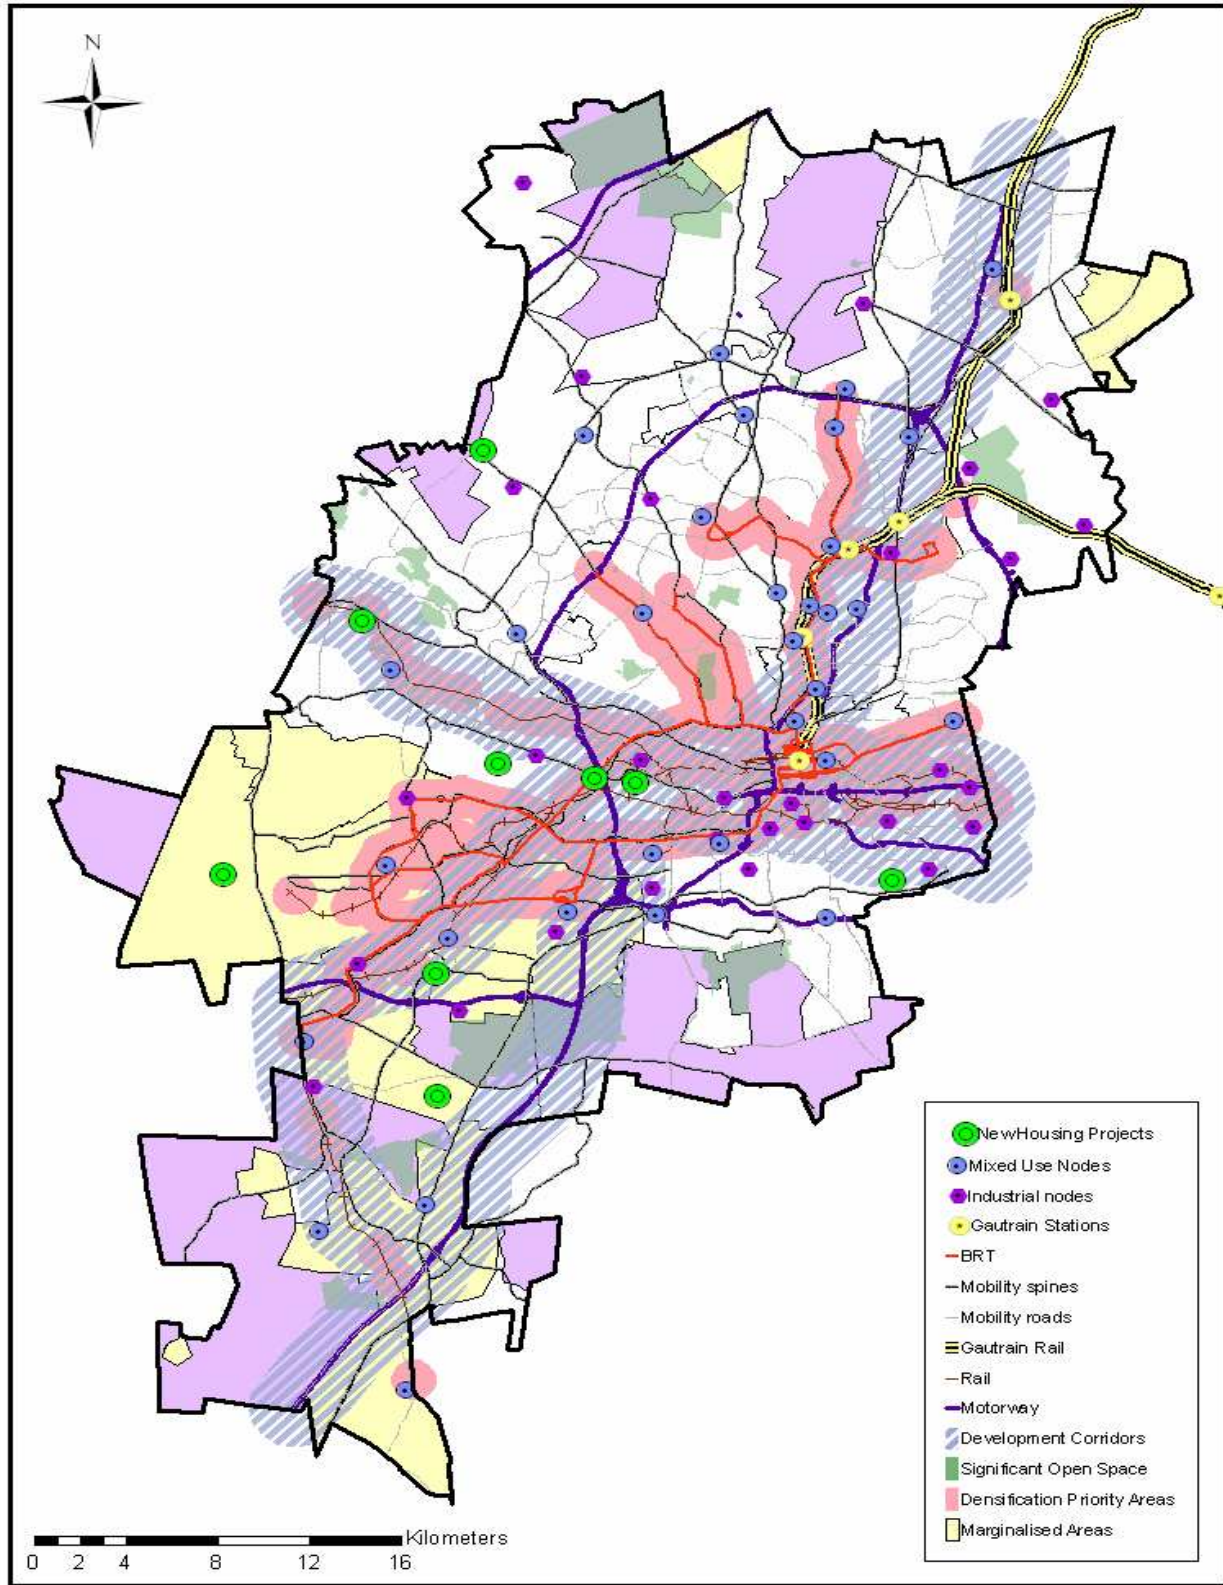 N
NewHousing Projects
Mixed Use Nodes
Industrial nodes
Gautrain Stations
BRT
Mobility spines
Mobility roads
Gautrain Rail
Rail
Motorway
Development Corridors
Significant Open Space
Densification Priority Areas
Marginalised Areas
Kilometers
0 2 4 8 12 16